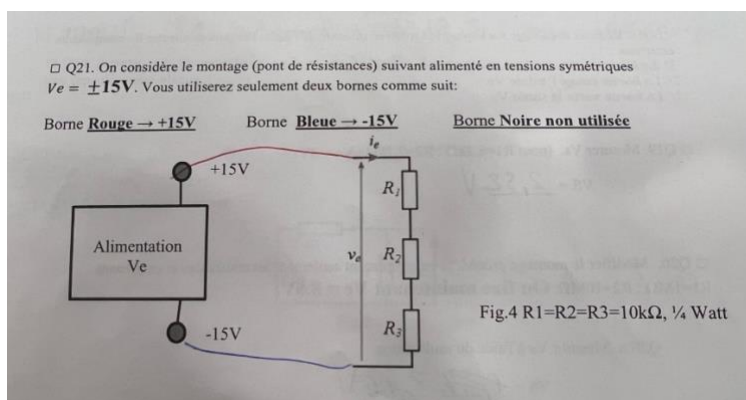 □ Q21. On considère le montage (pont de résistances) suivant alimenté en tensions symétriques
Ve = ±15V. Vous utiliserez seulement deux bornes comme suit:
Borne Rouge → +15V Borne Bleue → -15V Borne Noire non utilisée
ie
+15V
R1
Alimentation
Ve
ve
R2
Fig.4 R1=R2=R3=10kΩ, ¼ Watt
R3
-15V